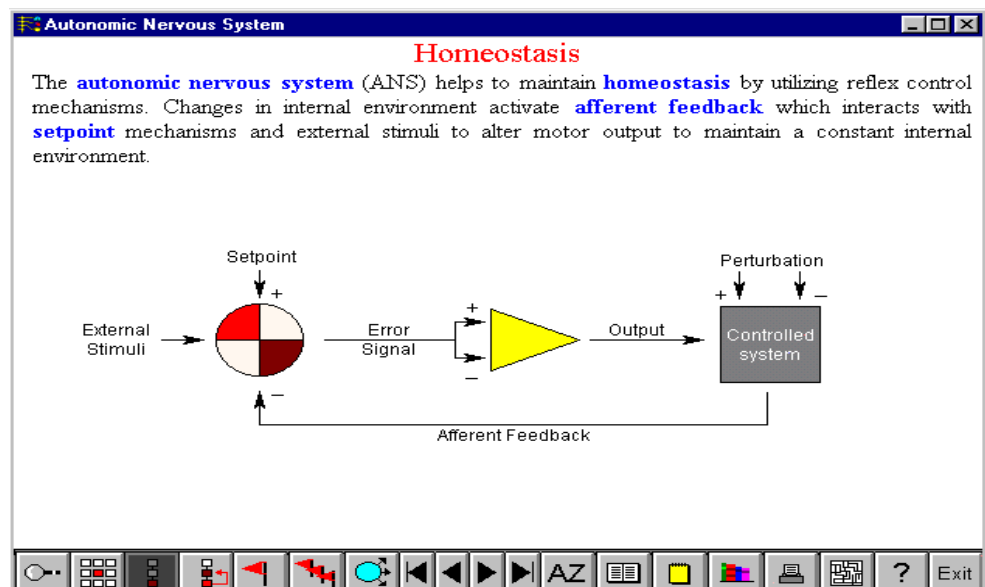 Autonomic Nervous System
Homeostasis
The autonomic nervous system (ANS) helps to maintain homeostasis by utilizing reflex control
mechanisms. Changes in internal environment activate afferent feedback which interacts with
setpoint mechanisms and external stimuli to alter motor output to maintain a constant internal
environment.
Setpoint
+
Perturbation
+ –
External
Stimuli
Error
Signal
+
–
Output
Controlled
system
–
Afferent Feedback
AZ
?
Exit